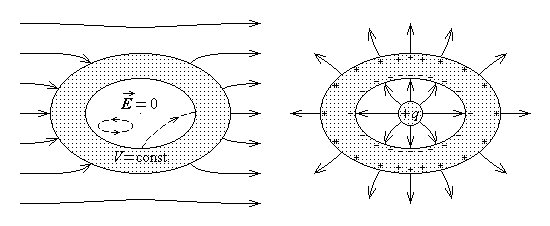 E⃗ = 0
V = const.
+q